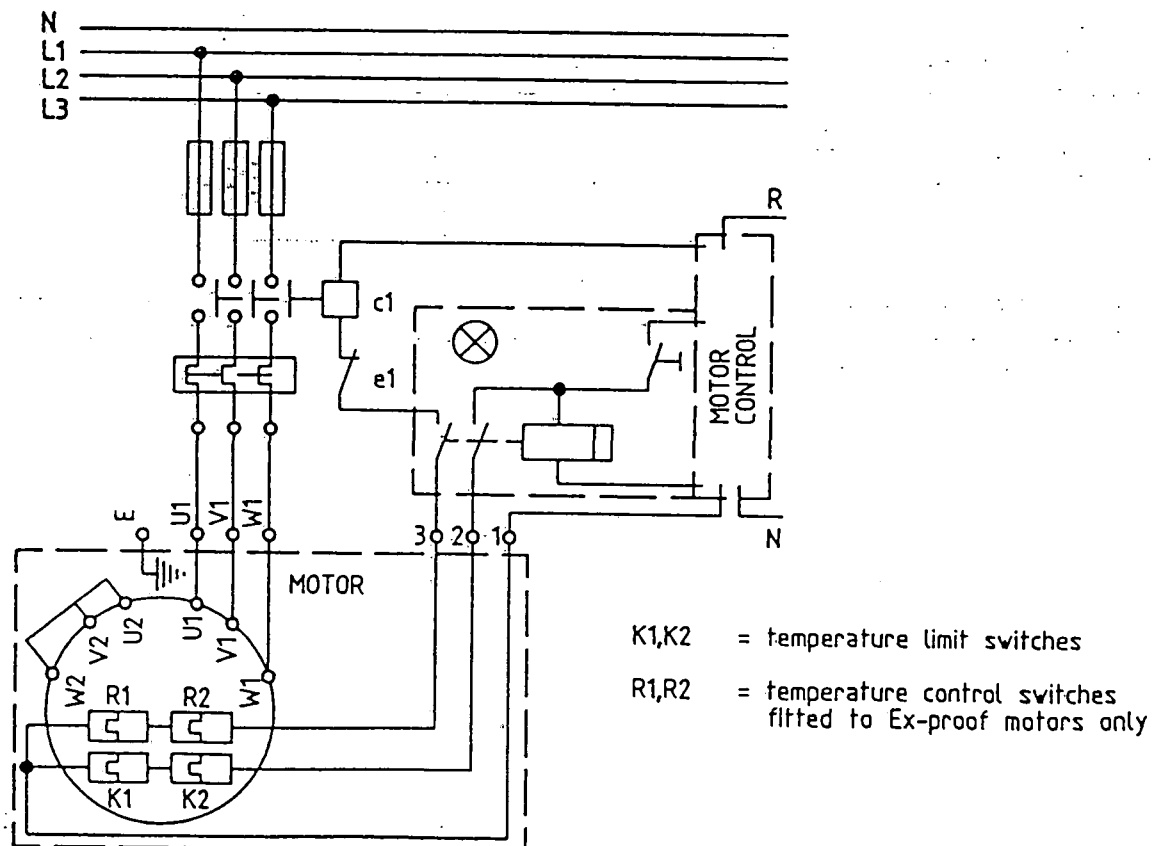 N
L1
L2
L3
R
c1
e1
MOTOR CONTROL
N
E
U1
V1
W1
3
2
1
MOTOR
W2
V2
U2
U1
V1
W1
R1
R2
K1
K2
K1,K2 = temperature limit switches
R1,R2 = temperature control switches
fitted to Ex-proof motors only